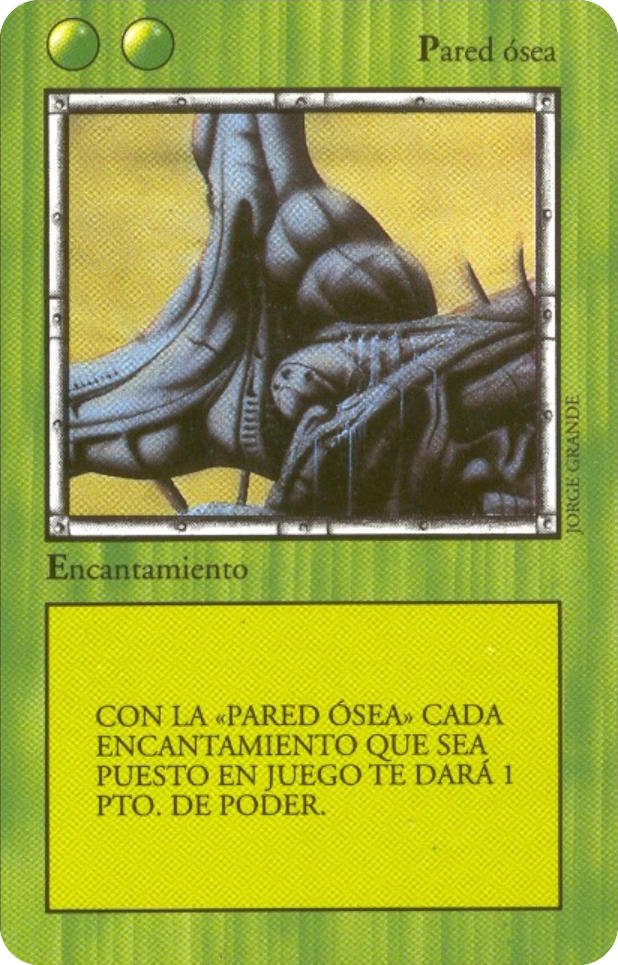 Pared ósea
JORGE GRANDE
Encantamiento
CON LA «PARED ÓSEA» CADA
ENCANTAMIENTO QUE SEA
PUESTO EN JUEGO TE DARÁ 1
PTO. DE PODER.